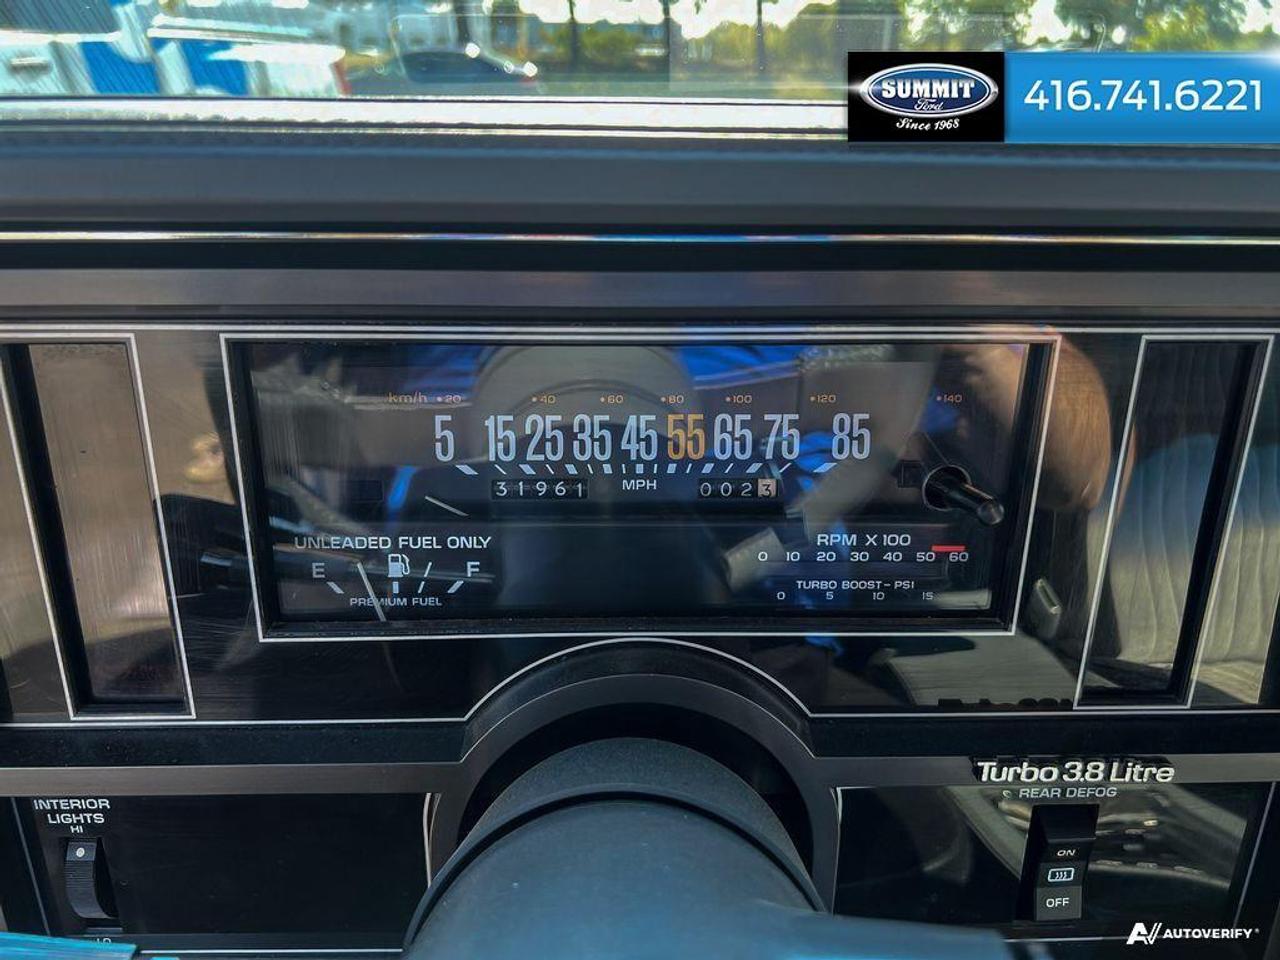 SUMMIT
Ford
Since 1968
416.741.6221
km/h 20 40 60 80 100 120 140
5 15 25 35 45 55 65 75 85
31961 MPH 0023
UNLEADED FUEL ONLY
E F
PREMIUM FUEL
RPM X 100
0 10 20 30 40 50 60
TURBO BOOST - PSI
0 5 10 15
Turbo 3.8 Litre
REAR DEFOG
ON
OFF
INTERIOR
LIGHTS
HI
LO
AUTOVERIFY